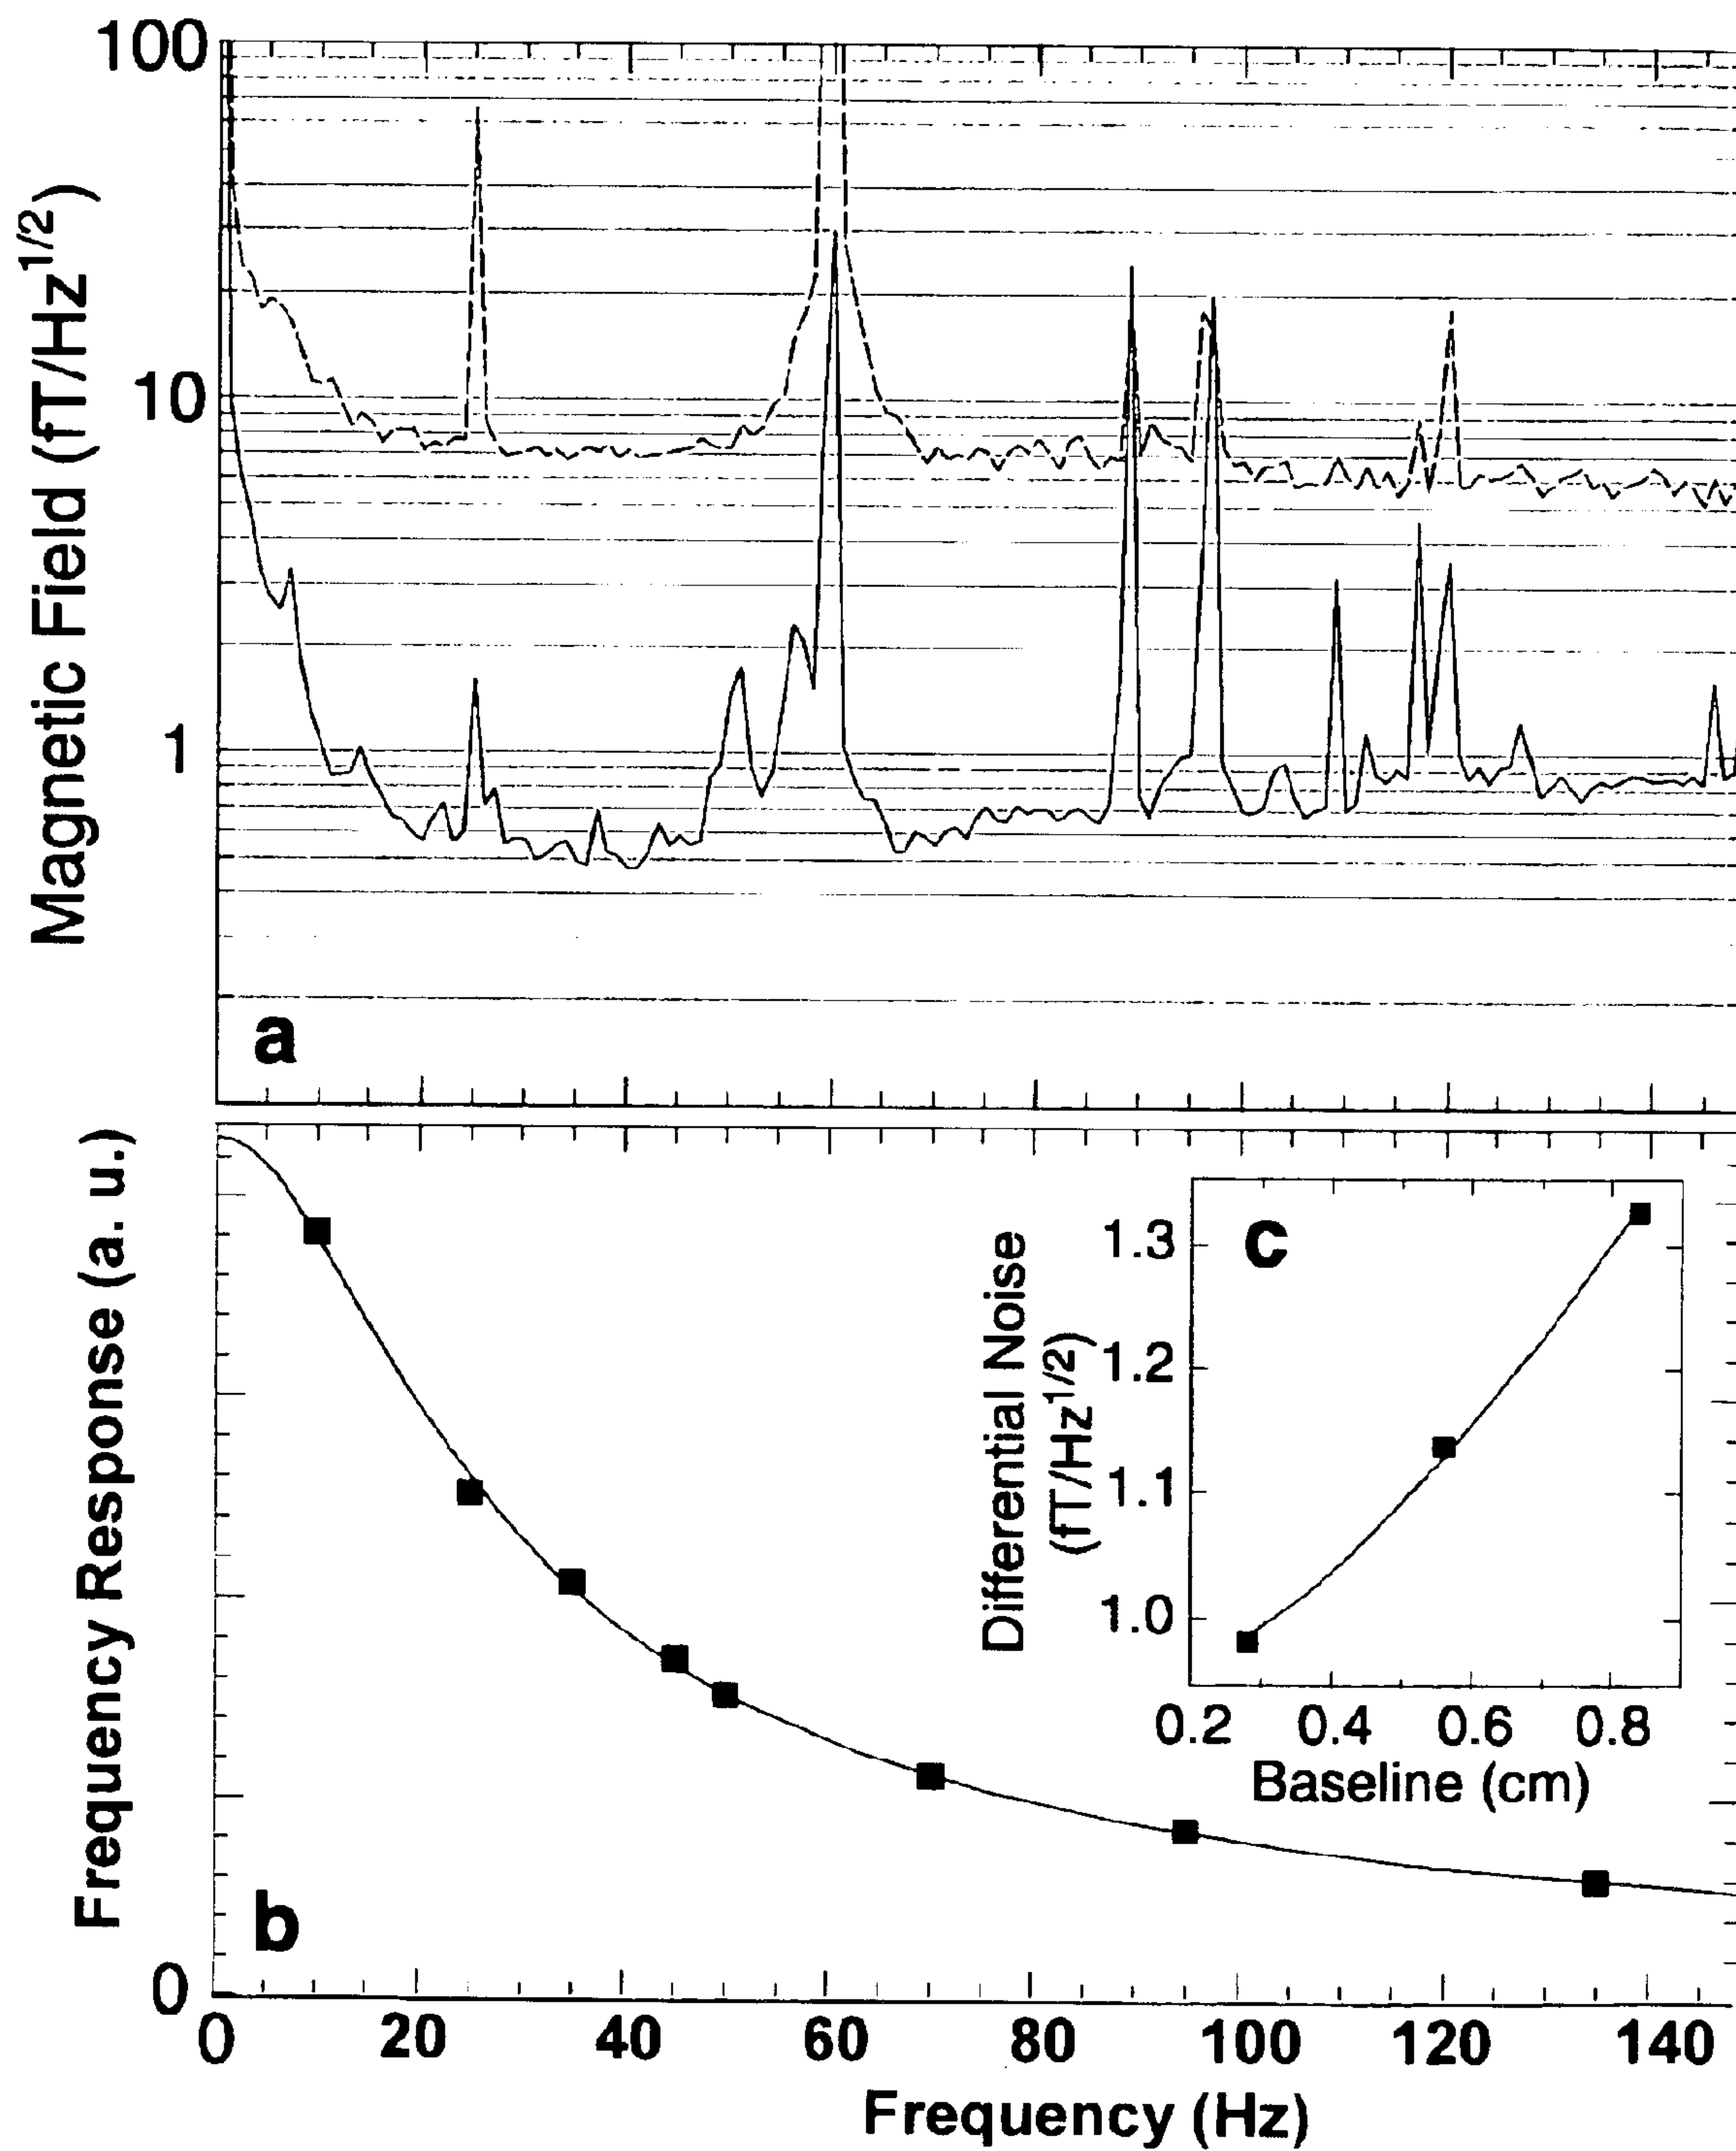 100
10
1
Magnetic Field (fT/Hz^1/2)
a
Frequency Response (a. u.)
0
b
c
Differential Noise
(fT/Hz^1/2)
1.3
1.2
1.1
1.0
0.2 0.4 0.6 0.8
Baseline (cm)
0 20 40 60 80 100 120 140
Frequency (Hz)